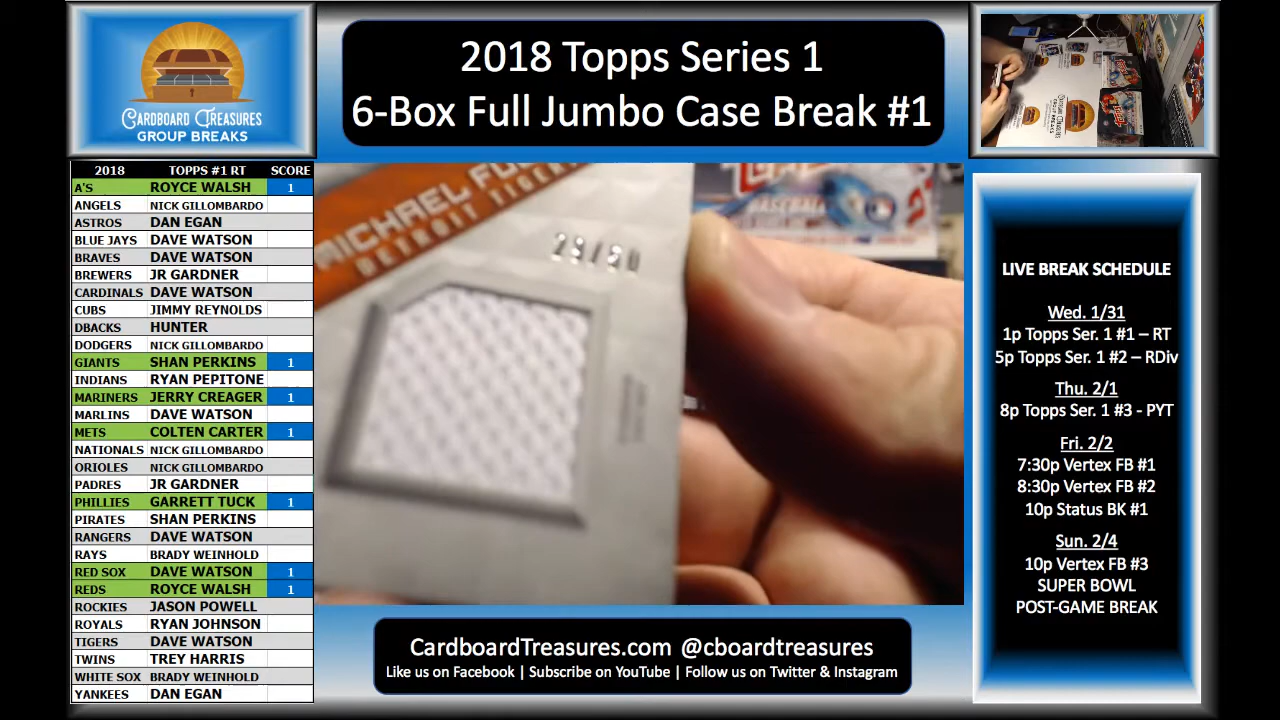 CARDBOARD TREASURES
GROUP BREAKS
2018 Topps Series 1
6-Box Full Jumbo Case Break #1
2018 TOPPS #1 RT SCORE
A'S ROYCE WALSH 1
ANGELS NICK GILLOMBARDO
ASTROS DAN EGAN
BLUE JAYS DAVE WATSON
BRAVES DAVE WATSON
BREWERS JR GARDNER
CARDINALS DAVE WATSON
CUBS JIMMY REYNOLDS
DBACKS HUNTER
DODGERS NICK GILLOMBARDO
GIANTS SHAN PERKINS 1
INDIANS RYAN PEPITONE
MARINERS JERRY CREAGER 1
MARLINS DAVE WATSON
METS COLTEN CARTER 1
NATIONALS NICK GILLOMBARDO
ORIOLES NICK GILLOMBARDO
PADRES JR GARDNER
PHILLIES GARRETT TUCK 1
PIRATES SHAN PERKINS
RANGERS DAVE WATSON
RAYS BRADY WEINHOLD
RED SOX DAVE WATSON 1
REDS ROYCE WALSH 1
ROCKIES JASON POWELL
ROYALS RYAN JOHNSON
TIGERS DAVE WATSON
TWINS TREY HARRIS
WHITE SOX BRADY WEINHOLD
YANKEES DAN EGAN
MICHAEL FU
DETROIT TIGER
29/50
BASEBALL
LIVE BREAK SCHEDULE
Wed. 1/31
1p Topps Ser. 1 #1 – RT
5p Topps Ser. 1 #2 – RDiv
Thu. 2/1
8p Topps Ser. 1 #3 - PYT
Fri. 2/2
7:30p Vertex FB #1
8:30p Vertex FB #2
10p Status BK #1
Sun. 2/4
10p Vertex FB #3
SUPER BOWL
POST-GAME BREAK
CardboardTreasures.com @cboardtreasures
Like us on Facebook | Subscribe on YouTube | Follow us on Twitter & Instagram